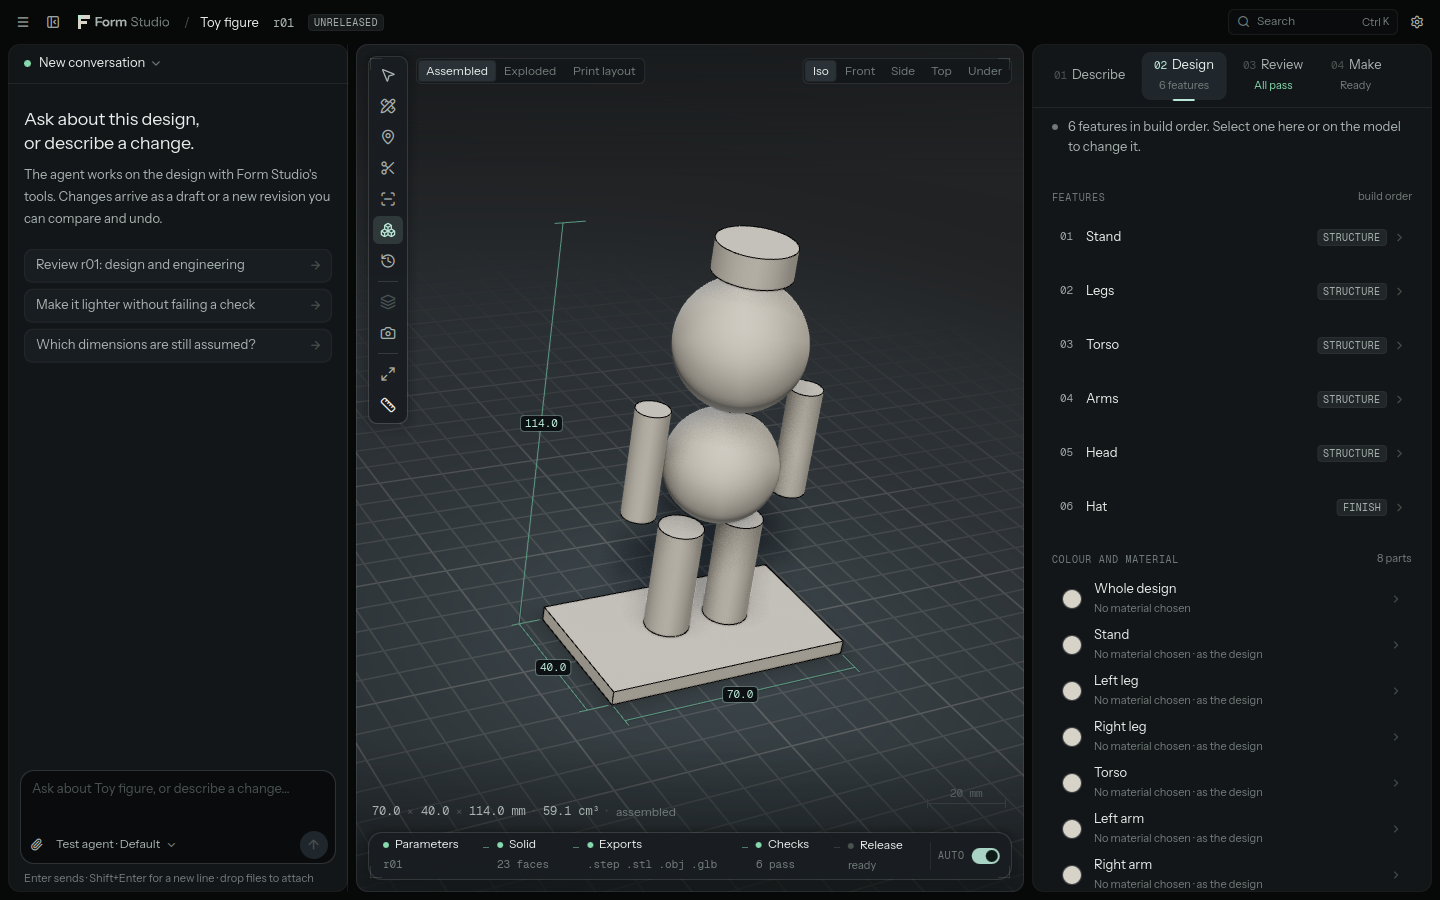 Form Studio / Toy figure r01 UNRELEASED
Search Ctrl K
New conversation
Ask about this design,
or describe a change.
The agent works on the design with Form Studio's
tools. Changes arrive as a draft or a new revision you
can compare and undo.
Review r01: design and engineering
Make it lighter without failing a check
Which dimensions are still assumed?
Ask about Toy figure, or describe a change...
Test agent · Default
Enter sends · Shift+Enter for a new line · drop files to attach
Assembled Exploded Print layout
Iso Front Side Top Under
114.0
40.0
70.0
20 mm
70.0 × 40.0 × 114.0 mm 59.1 cm³ · assembled
Parameters Solid Exports Checks Release
r01 23 faces .step .stl .obj .glb 6 pass ready
AUTO
01 Describe
02 Design
6 features
03 Review
All pass
04 Make
Ready
6 features in build order. Select one here or on the model
to change it.
FEATURES build order
01 Stand STRUCTURE
02 Legs STRUCTURE
03 Torso STRUCTURE
04 Arms STRUCTURE
05 Head STRUCTURE
06 Hat FINISH
COLOUR AND MATERIAL 8 parts
Whole design
No material chosen
Stand
No material chosen · as the design
Left leg
No material chosen · as the design
Right leg
No material chosen · as the design
Torso
No material chosen · as the design
Left arm
No material chosen · as the design
Right arm
No material chosen · as the design